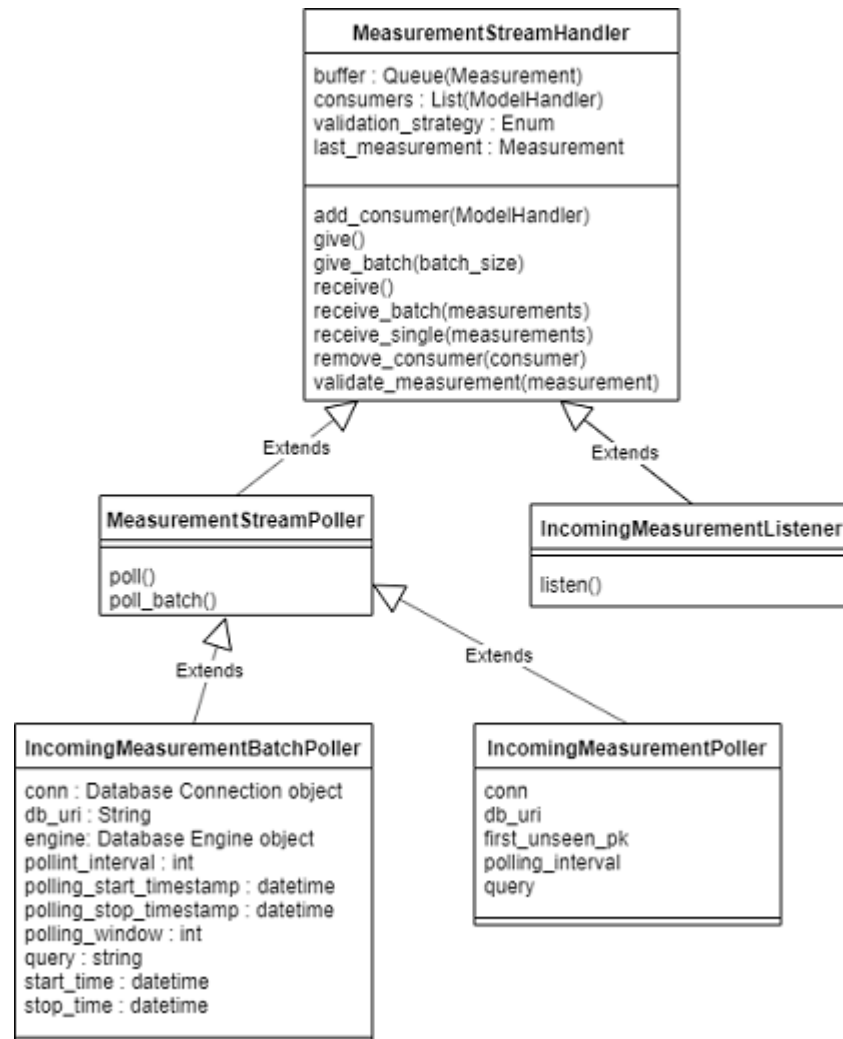 MeasurementStreamHandler
buffer : Queue(Measurement)
consumers : List(ModelHandler)
validation_strategy : Enum
last_measurement : Measurement
add_consumer(ModelHandler)
give()
give_batch(batch_size)
receive()
receive_batch(measurements)
receive_single(measurements)
remove_consumer(consumer)
validate_measurement(measurement)
Extends
Extends
MeasurementStreamPoller
poll()
poll_batch()
IncomingMeasurementListener
listen()
Extends
Extends
IncomingMeasurementBatchPoller
conn : Database Connection object
db_uri : String
engine: Database Engine object
pollint_interval : int
polling_start_timestamp : datetime
polling_stop_timestamp : datetime
polling_window : int
query : string
start_time : datetime
stop_time : datetime
IncomingMeasurementPoller
conn
db_uri
first_unseen_pk
polling_interval
query